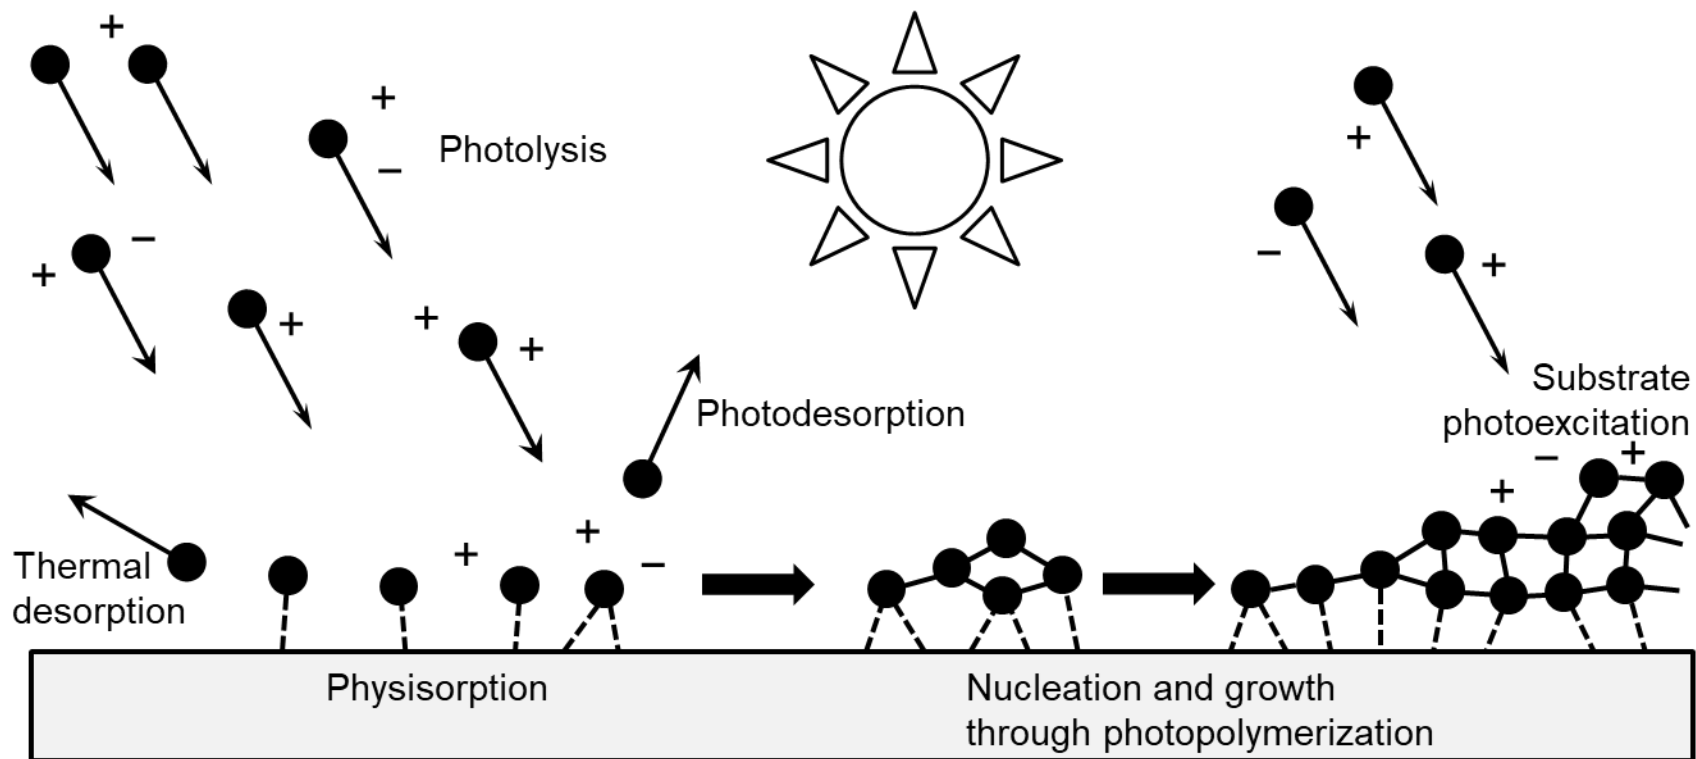 Photolysis
Substrate
photoexcitation
Photodesorption
Thermal
desorption
Physisorption
Nucleation and growth
through photopolymerization